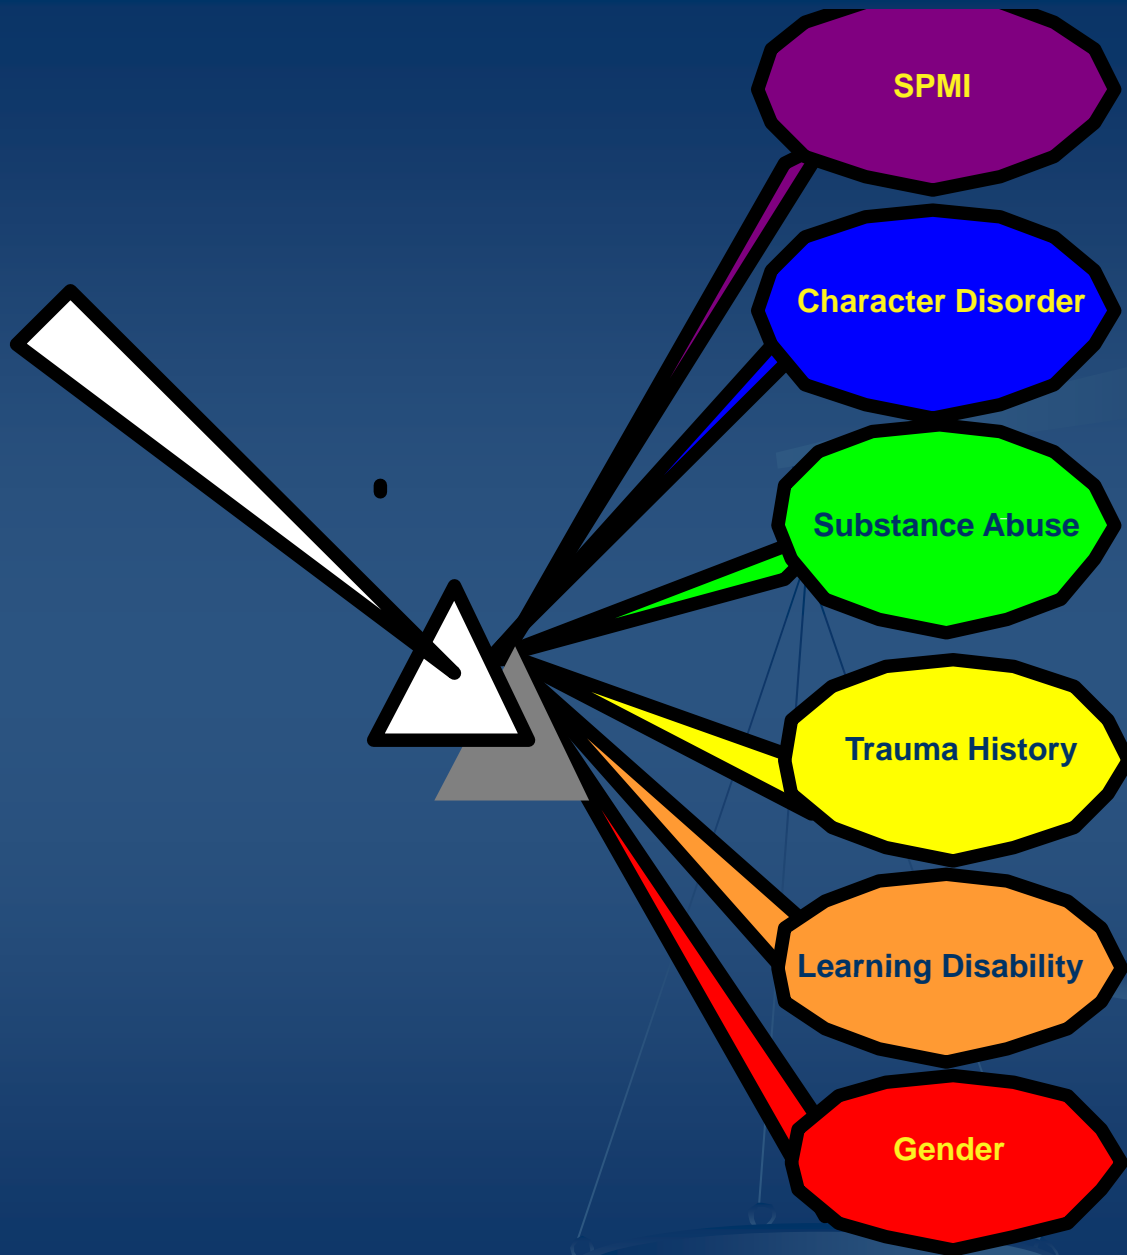 SPMI
Character Disorder
Substance Abuse
Trauma History
Learning Disability
Gender